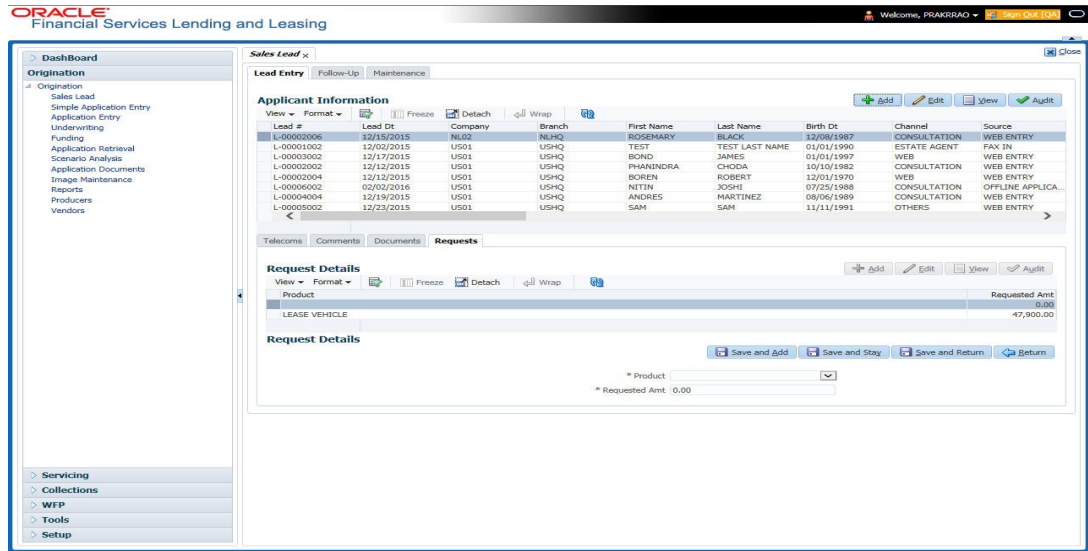 ORACLE
Financial Services Lending and Leasing
Welcome, PRAKRRAO
Sign Out [QA]
Close
DashBoard
Origination
Origination
Sales Lead
Simple Application Entry
Application Entry
Underwriting
Funding
Application Retrieval
Scenario Analysis
Application Documents
Image Maintenance
Reports
Producers
Vendors
Servicing
Collections
WFP
Tools
Setup
Sales Lead x
Lead Entry Follow-Up Maintenance
Applicant Information
Add Edit View Audit
View Format Freeze Detach Wrap
Lead # Lead Dt Company Branch First Name Last Name Birth Dt Channel Source
L-00002006 12/15/2015 NL02 NLHQ ROSEMARY BLACK 12/08/1987 CONSULTATION WEB ENTRY
L-00001002 12/02/2015 US01 USHQ TEST TEST LAST NAME 01/01/1990 ESTATE AGENT FAX IN
L-00003002 12/17/2015 US01 USHQ BOND JAMES 01/01/1997 WEB WEB ENTRY
L-00002002 12/12/2015 US01 USHQ PHANINDRA CHODA 10/10/1982 CONSULTATION WEB ENTRY
L-00002004 12/12/2015 US01 USHQ BOREN ROBERT 12/01/1970 WEB WEB ENTRY
L-00006002 02/02/2016 US01 USHQ NITIN JOSHI 07/25/1988 CONSULTATION OFFLINE APPLICA...
L-00004004 12/19/2015 US01 USHQ ANDRES MARTINEZ 08/06/1989 CONSULTATION WEB ENTRY
L-00005002 12/23/2015 US01 USHQ SAM SAM 11/11/1991 OTHERS WEB ENTRY
Telecoms Comments Documents Requests
Request Details
Add Edit View Audit
View Format Freeze Detach Wrap
Product Requested Amt
0.00
LEASE VEHICLE 47,900.00
Request Details
Save and Add Save and Stay Save and Return Return
* Product
* Requested Amt 0.00